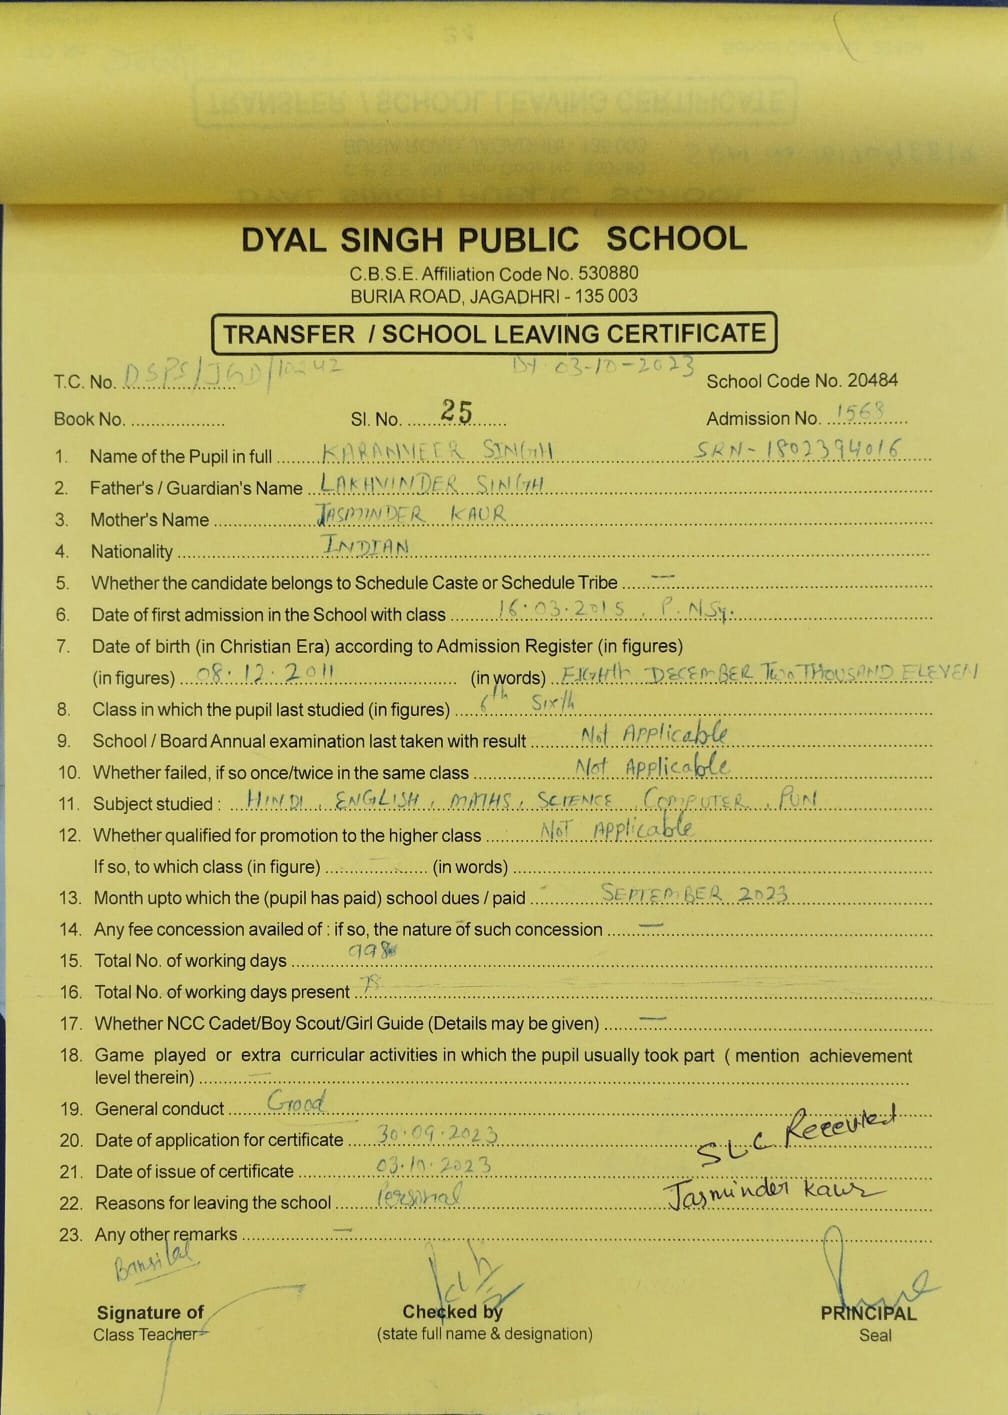 DYAL SINGH PUBLIC SCHOOL
C.B.S.E. Affiliation Code No. 530880
BURIA ROAD, JAGADHRI - 135 003
TRANSFER / SCHOOL LEAVING CERTIFICATE
T.C. No. DSPS/JGD/10242 Dt 03-10-2023 School Code No. 20484
Book No. Sl. No. 25 Admission No. 1568
1. Name of the Pupil in full KARANVEER SINGH SRN-1802394016
2. Father's / Guardian's Name LAKHVINDER SINGH
3. Mother's Name JASMINDER KAUR
4. Nationality INDIAN
5. Whether the candidate belongs to Schedule Caste or Schedule Tribe —
6. Date of first admission in the School with class 16.03.2015, P.NSy.
7. Date of birth (in Christian Era) according to Admission Register (in figures)
(in figures) 08.12.2011 (in words) EIGHTH DECEMBER TWO THOUSAND ELEVEN
8. Class in which the pupil last studied (in figures) 6th Sixth
9. School / Board Annual examination last taken with result Not Applicable
10. Whether failed, if so once/twice in the same class Not Applicable
11. Subject studied : HINDI, ENGLISH, MATHS, SCIENCE, COMPUTER, PUN
12. Whether qualified for promotion to the higher class NOT Applicable
If so, to which class (in figure) (in words)
13. Month upto which the (pupil has paid) school dues / paid SEPTEMBER 2023
14. Any fee concession availed of : if so, the nature of such concession —
15. Total No. of working days
16. Total No. of working days present
17. Whether NCC Cadet/Boy Scout/Girl Guide (Details may be given) —
18. Game played or extra curricular activities in which the pupil usually took part ( mention achievement
level therein) —
19. General conduct Good
20. Date of application for certificate 30.09.2023
21. Date of issue of certificate 03.10.2023
SLC Received
22. Reasons for leaving the school Personal
Jasminder Kaur
23. Any other remarks —
Bansilal
Signature of Checked by PRINCIPAL
Class Teacher (state full name & designation) Seal